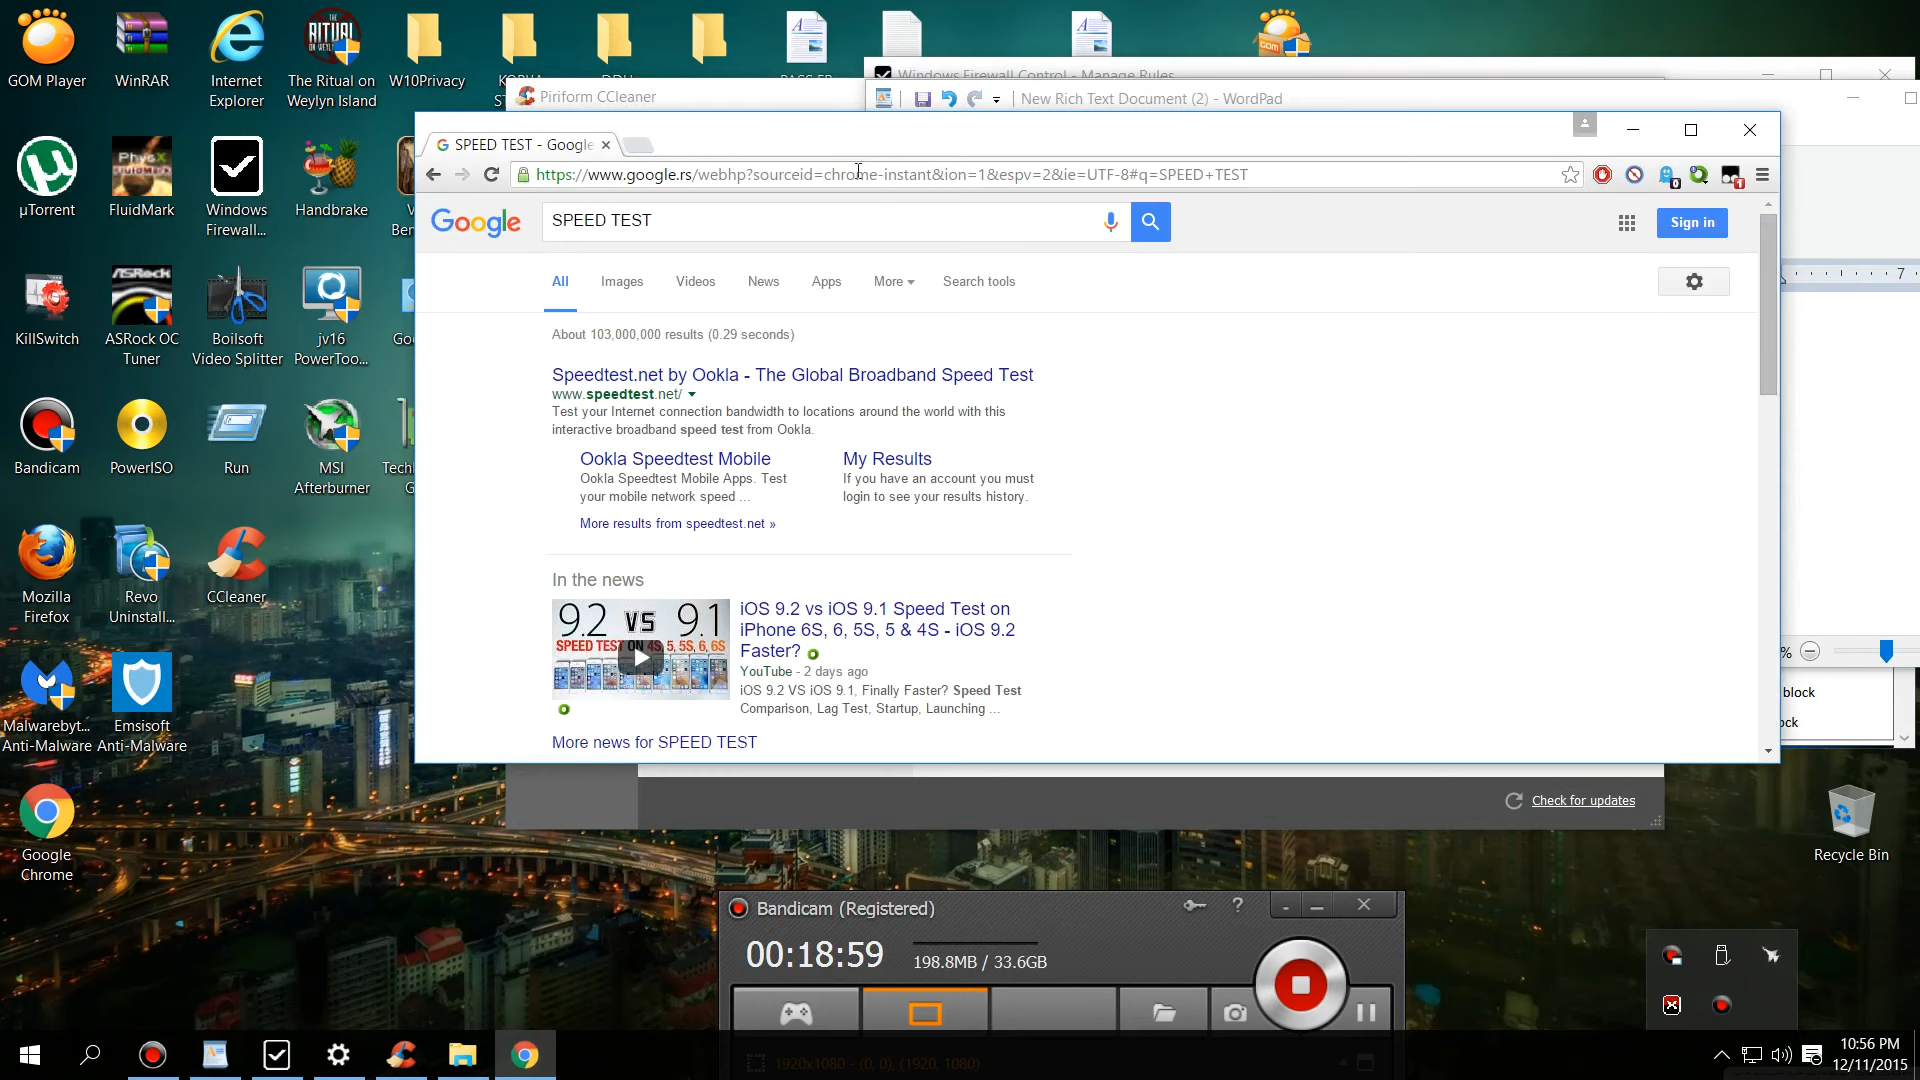 GOM Player
WinRAR
Internet
Explorer
The Ritual on
Weylyn Island
W10Privacy
Piriform CCleaner
Windows Firewall Control - Manage Rules
New Rich Text Document (2) - WordPad
SPEED TEST - Google
https://www.google.rs/webhp?sourceid=chrome-instant&ion=1&espv=2&ie=UTF-8#q=SPEED+TEST
Google
SPEED TEST
Sign in
All
Images
Videos
News
Apps
More
Search tools
About 103,000,000 results (0.29 seconds)
Speedtest.net by Ookla - The Global Broadband Speed Test
www.speedtest.net/
Test your Internet connection bandwidth to locations around the world with this
interactive broadband speed test from Ookla.
Ookla Speedtest Mobile
Ookla Speedtest Mobile Apps. Test
your mobile network speed ...
My Results
If you have an account you must
login to see your results history.
More results from speedtest.net »
In the news
9.2 VS 9.1
SPEED TEST ON 4S, 5, 5S, 6, 6S
iOS 9.2 vs iOS 9.1 Speed Test on
iPhone 6S, 6, 5S, 5 & 4S - iOS 9.2
Faster?
YouTube - 2 days ago
iOS 9.2 VS iOS 9.1, Finally Faster? Speed Test
Comparison, Lag Test, Startup, Launching ...
More news for SPEED TEST
µTorrent
FluidMark
Windows
Firewall...
Handbrake
KillSwitch
ASRock OC
Tuner
Boilsoft
Video Splitter
jv16
PowerToo...
Bandicam
PowerISO
Run
MSI
Afterburner
Mozilla
Firefox
Revo
Uninstall...
CCleaner
Malwarebyt...
Anti-Malware
Emsisoft
Anti-Malware
Google
Chrome
7
%
block
Check for updates
Recycle Bin
Bandicam (Registered)
00:18:59
198.8MB / 33.6GB
1920x1080 - (0, 0), (1920, 1080)
10:56 PM
12/11/2015